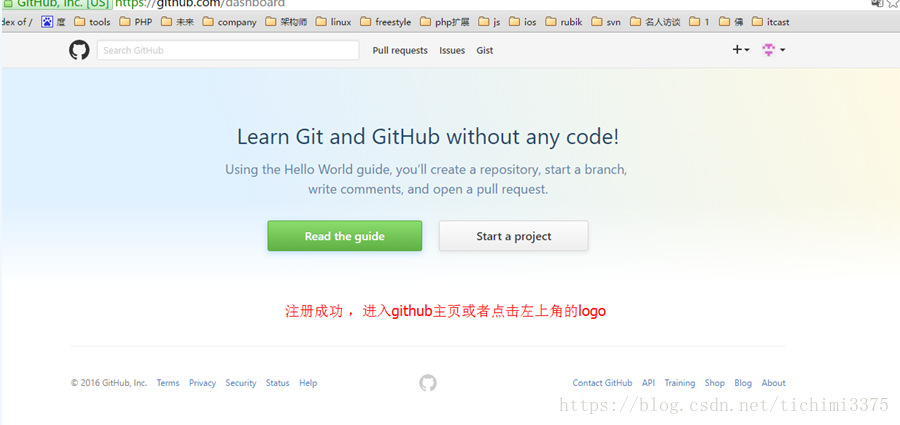 GitHub, Inc. [US] https://github.com/dashboard
dex of / 百度 tools PHP 未来 company 架构师 linux freestyle php扩展 js ios rubik svn 名人访谈 1 佛 itcast
Search GitHub Pull requests Issues Gist
Learn Git and GitHub without any code!
Using the Hello World guide, you'll create a repository, start a branch,
write comments, and open a pull request.
Read the guide Start a project
注册成功，进入github主页或者点击左上角的logo
© 2016 GitHub, Inc. Terms Privacy Security Status Help Contact GitHub API Training Shop Blog About
https://blog.csdn.net/tichimi3375